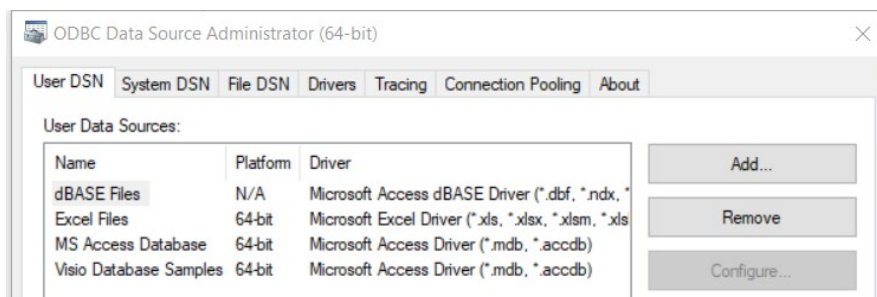 ODBC Data Source Administrator (64-bit)
User DSN System DSN File DSN Drivers Tracing Connection Pooling About
User Data Sources:
Name Platform Driver
Add...
dBASE Files N/A Microsoft Access dBASE Driver (*.dbf, *.ndx, *
Excel Files 64-bit Microsoft Excel Driver (*.xls, *.xlsx, *.xlsm, *.xls
Remove
MS Access Database 64-bit Microsoft Access Driver (*.mdb, *.accdb)
Visio Database Samples 64-bit Microsoft Access Driver (*.mdb, *.accdb)
Configure...